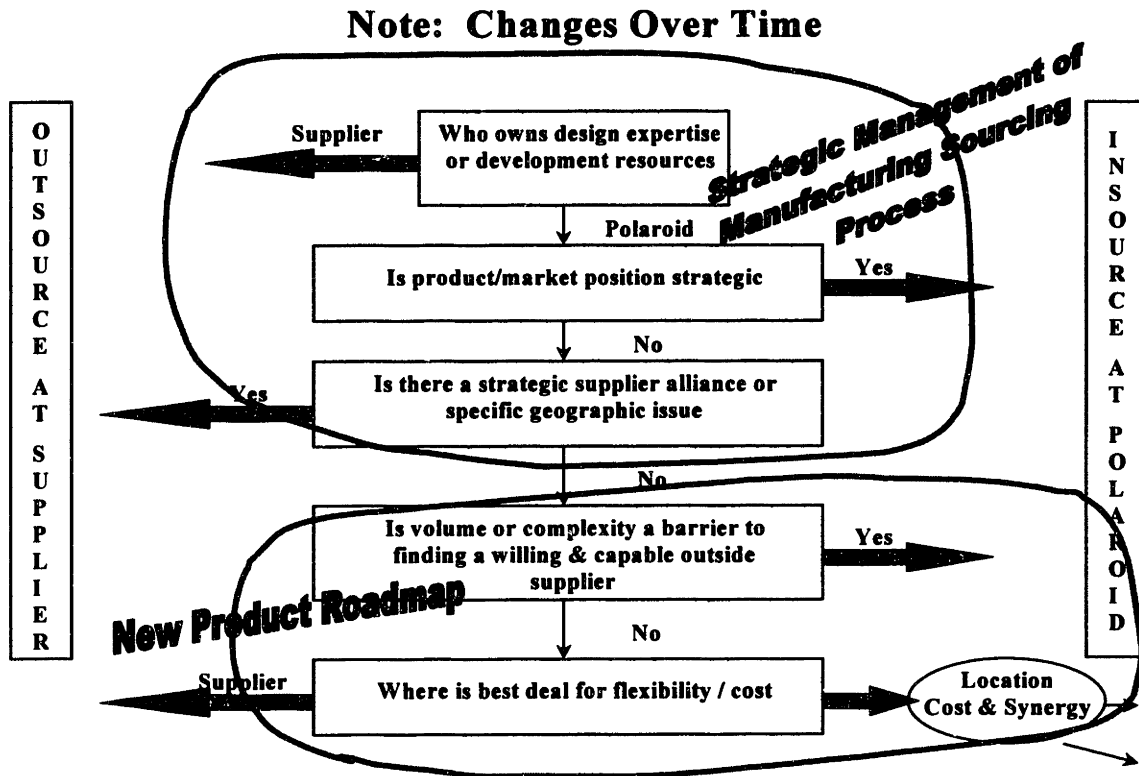 Note: Changes Over Time
OUTSOURCE AT SUPPLIER
Supplier
Who owns design expertise
or development resources
Strategic Management of
Manufacturing Sourcing
Process
INSOURCE AT POLAROID
Polaroid
Is product/market position strategic
Yes
No
Is there a strategic supplier alliance or
specific geographic issue
Yes
No
Is volume or complexity a barrier to
finding a willing & capable outside
supplier
Yes
New Product Roadmap
No
Supplier
Where is best deal for flexibility / cost
Location
Cost & Synergy